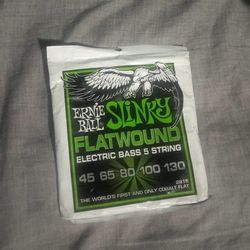 ERNIE BALL SLINKY
FLATWOUND
ELECTRIC BASS 5 STRING
45 65 80 100 130
2815
THE WORLD'S FIRST AND ONLY COBALT FLAT